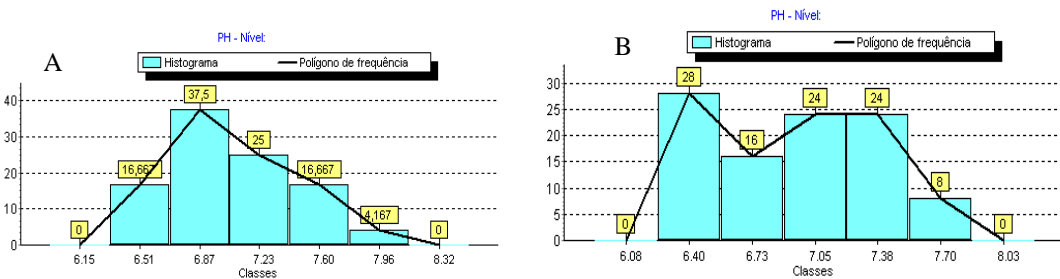 A
PH - Nível:
Histograma Polígono de frequência
40
30
20
10
0
0
16,667
37,5
25
16,667
4,167
0
6.15 6.51 6.87 7.23 7.60 7.96 8.32
Classes
B
PH - Nível:
Histograma Polígono de frequência
30
25
20
15
10
5
0
0
28
16
24
24
8
0
6.08 6.40 6.73 7.05 7.38 7.70 8.03
Classes